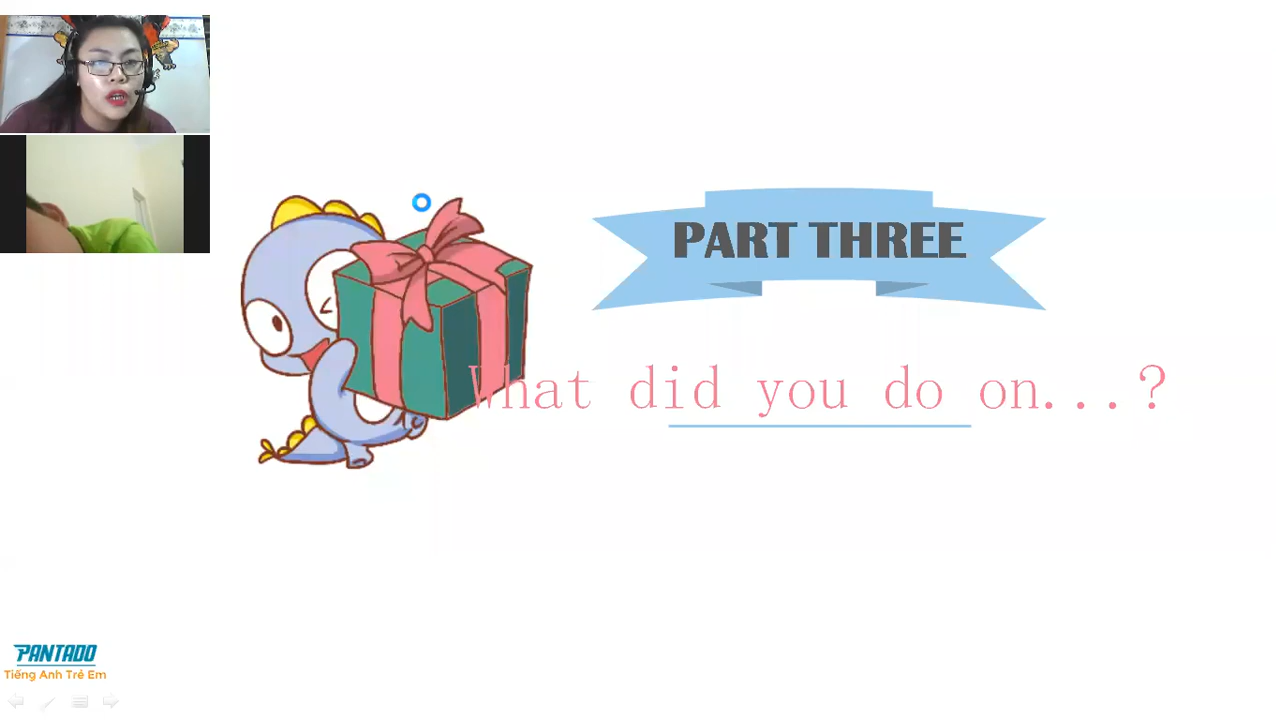 PART THREE
What did you do on...?
PANTADO
Tiếng Anh Trẻ Em